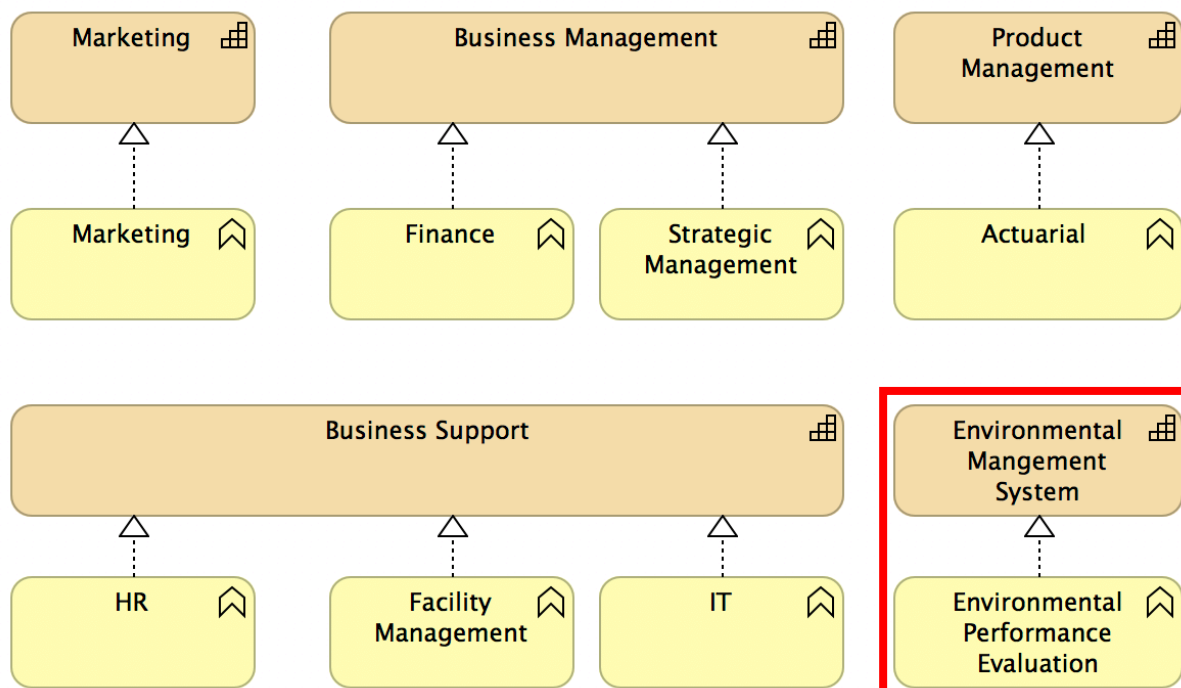 Marketing
Business Management
Product
Management
Marketing
Finance
Strategic
Management
Actuarial
Business Support
Environmental
Mangement
System
HR
Facility
Management
IT
Environmental
Performance
Evaluation